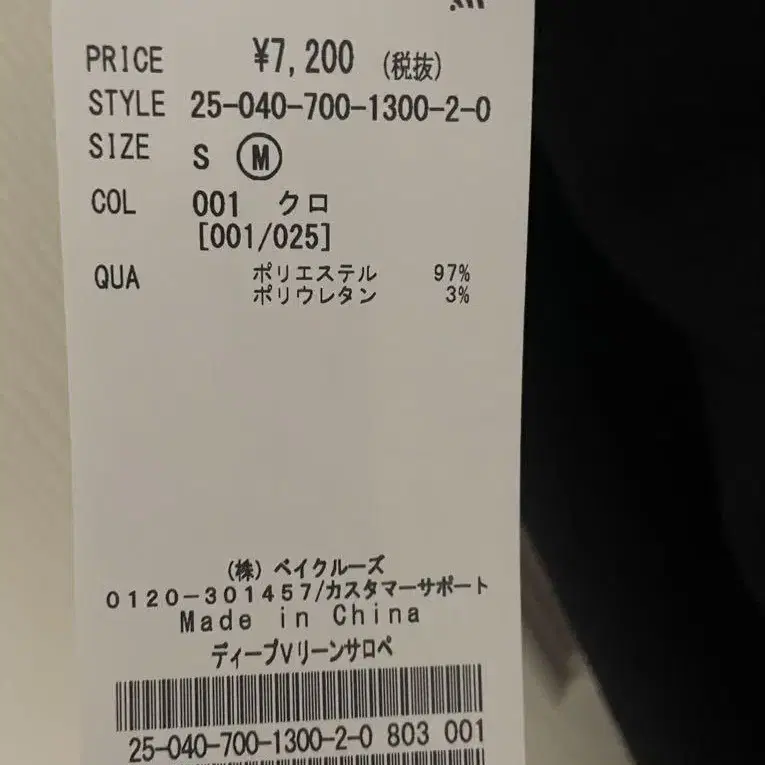 PRICE ¥7,200 (税抜)
STYLE 25-040-700-1300-2-0
SIZE S Ⓜ
COL 001 クロ
[001/025]
QUA ポリエステル 97%
ポリウレタン 3%
(株)ベイクルーズ
0120-301457/カスタマーサポート
Made in China
ディープVリーンサロペ
25-040-700-1300-2-0 803 001